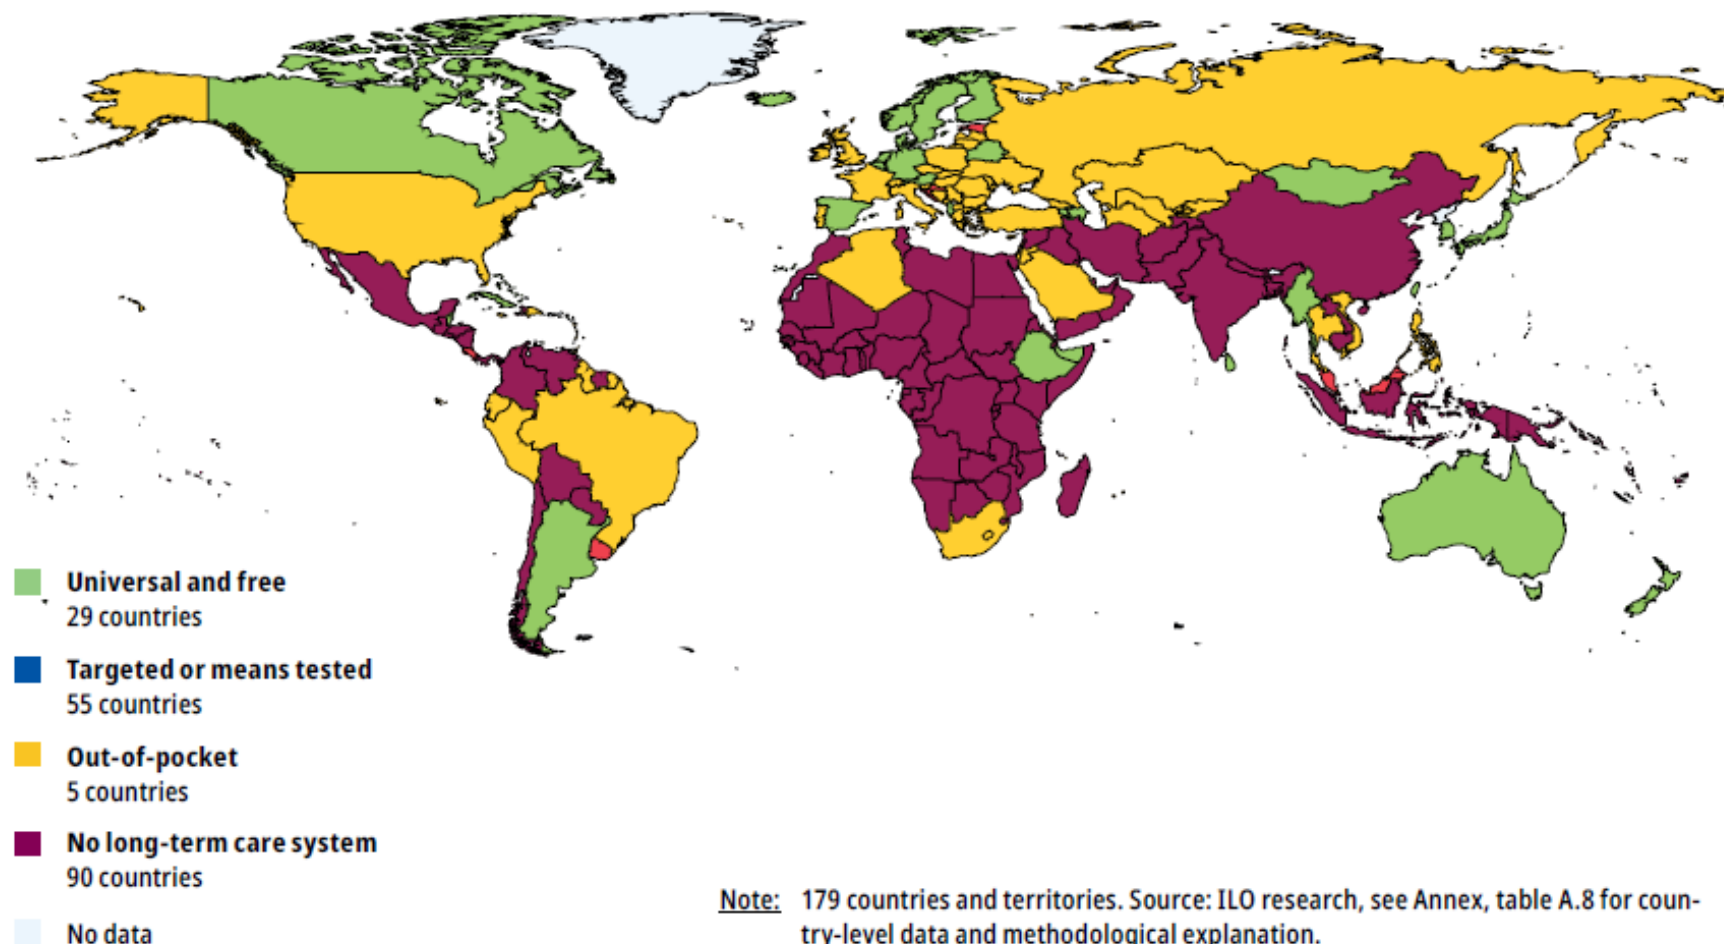 Universal and free
29 countries
Targeted or means tested
55 countries
Out-of-pocket
5 countries
No long-term care system
90 countries
No data
Note: 179 countries and territories. Source: ILO research, see Annex, table A.8 for coun-
try-level data and methodological explanation.